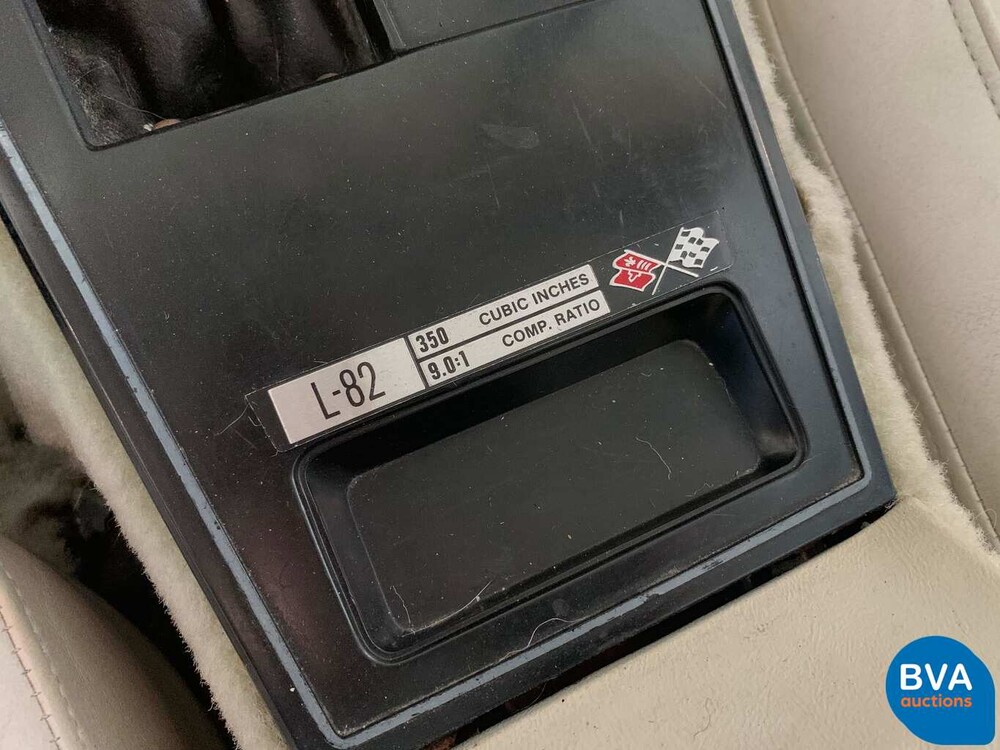 L-82
350 CUBIC INCHES
9.0:1 COMP. RATIO
BVA
auctions